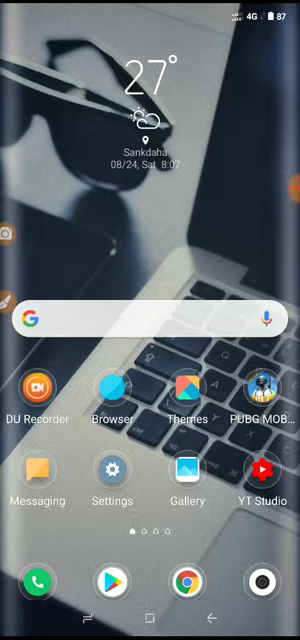 4G 87
27°
Sankdaha
08/24, Sat 8:07
DU Recorder Browser Themes PUBG MOB...
Messaging Settings Gallery YT Studio